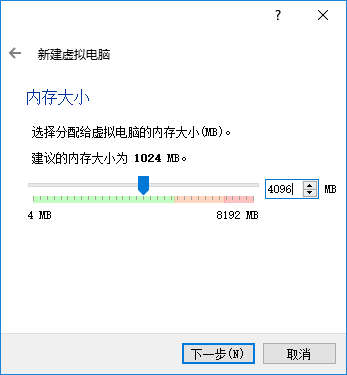 ?
新建虚拟电脑
内存大小
选择分配给虚拟电脑的内存大小(MB)。
建议的内存大小为 1024 MB。
4096 MB
4 MB 8192 MB
下一步(N) 取消